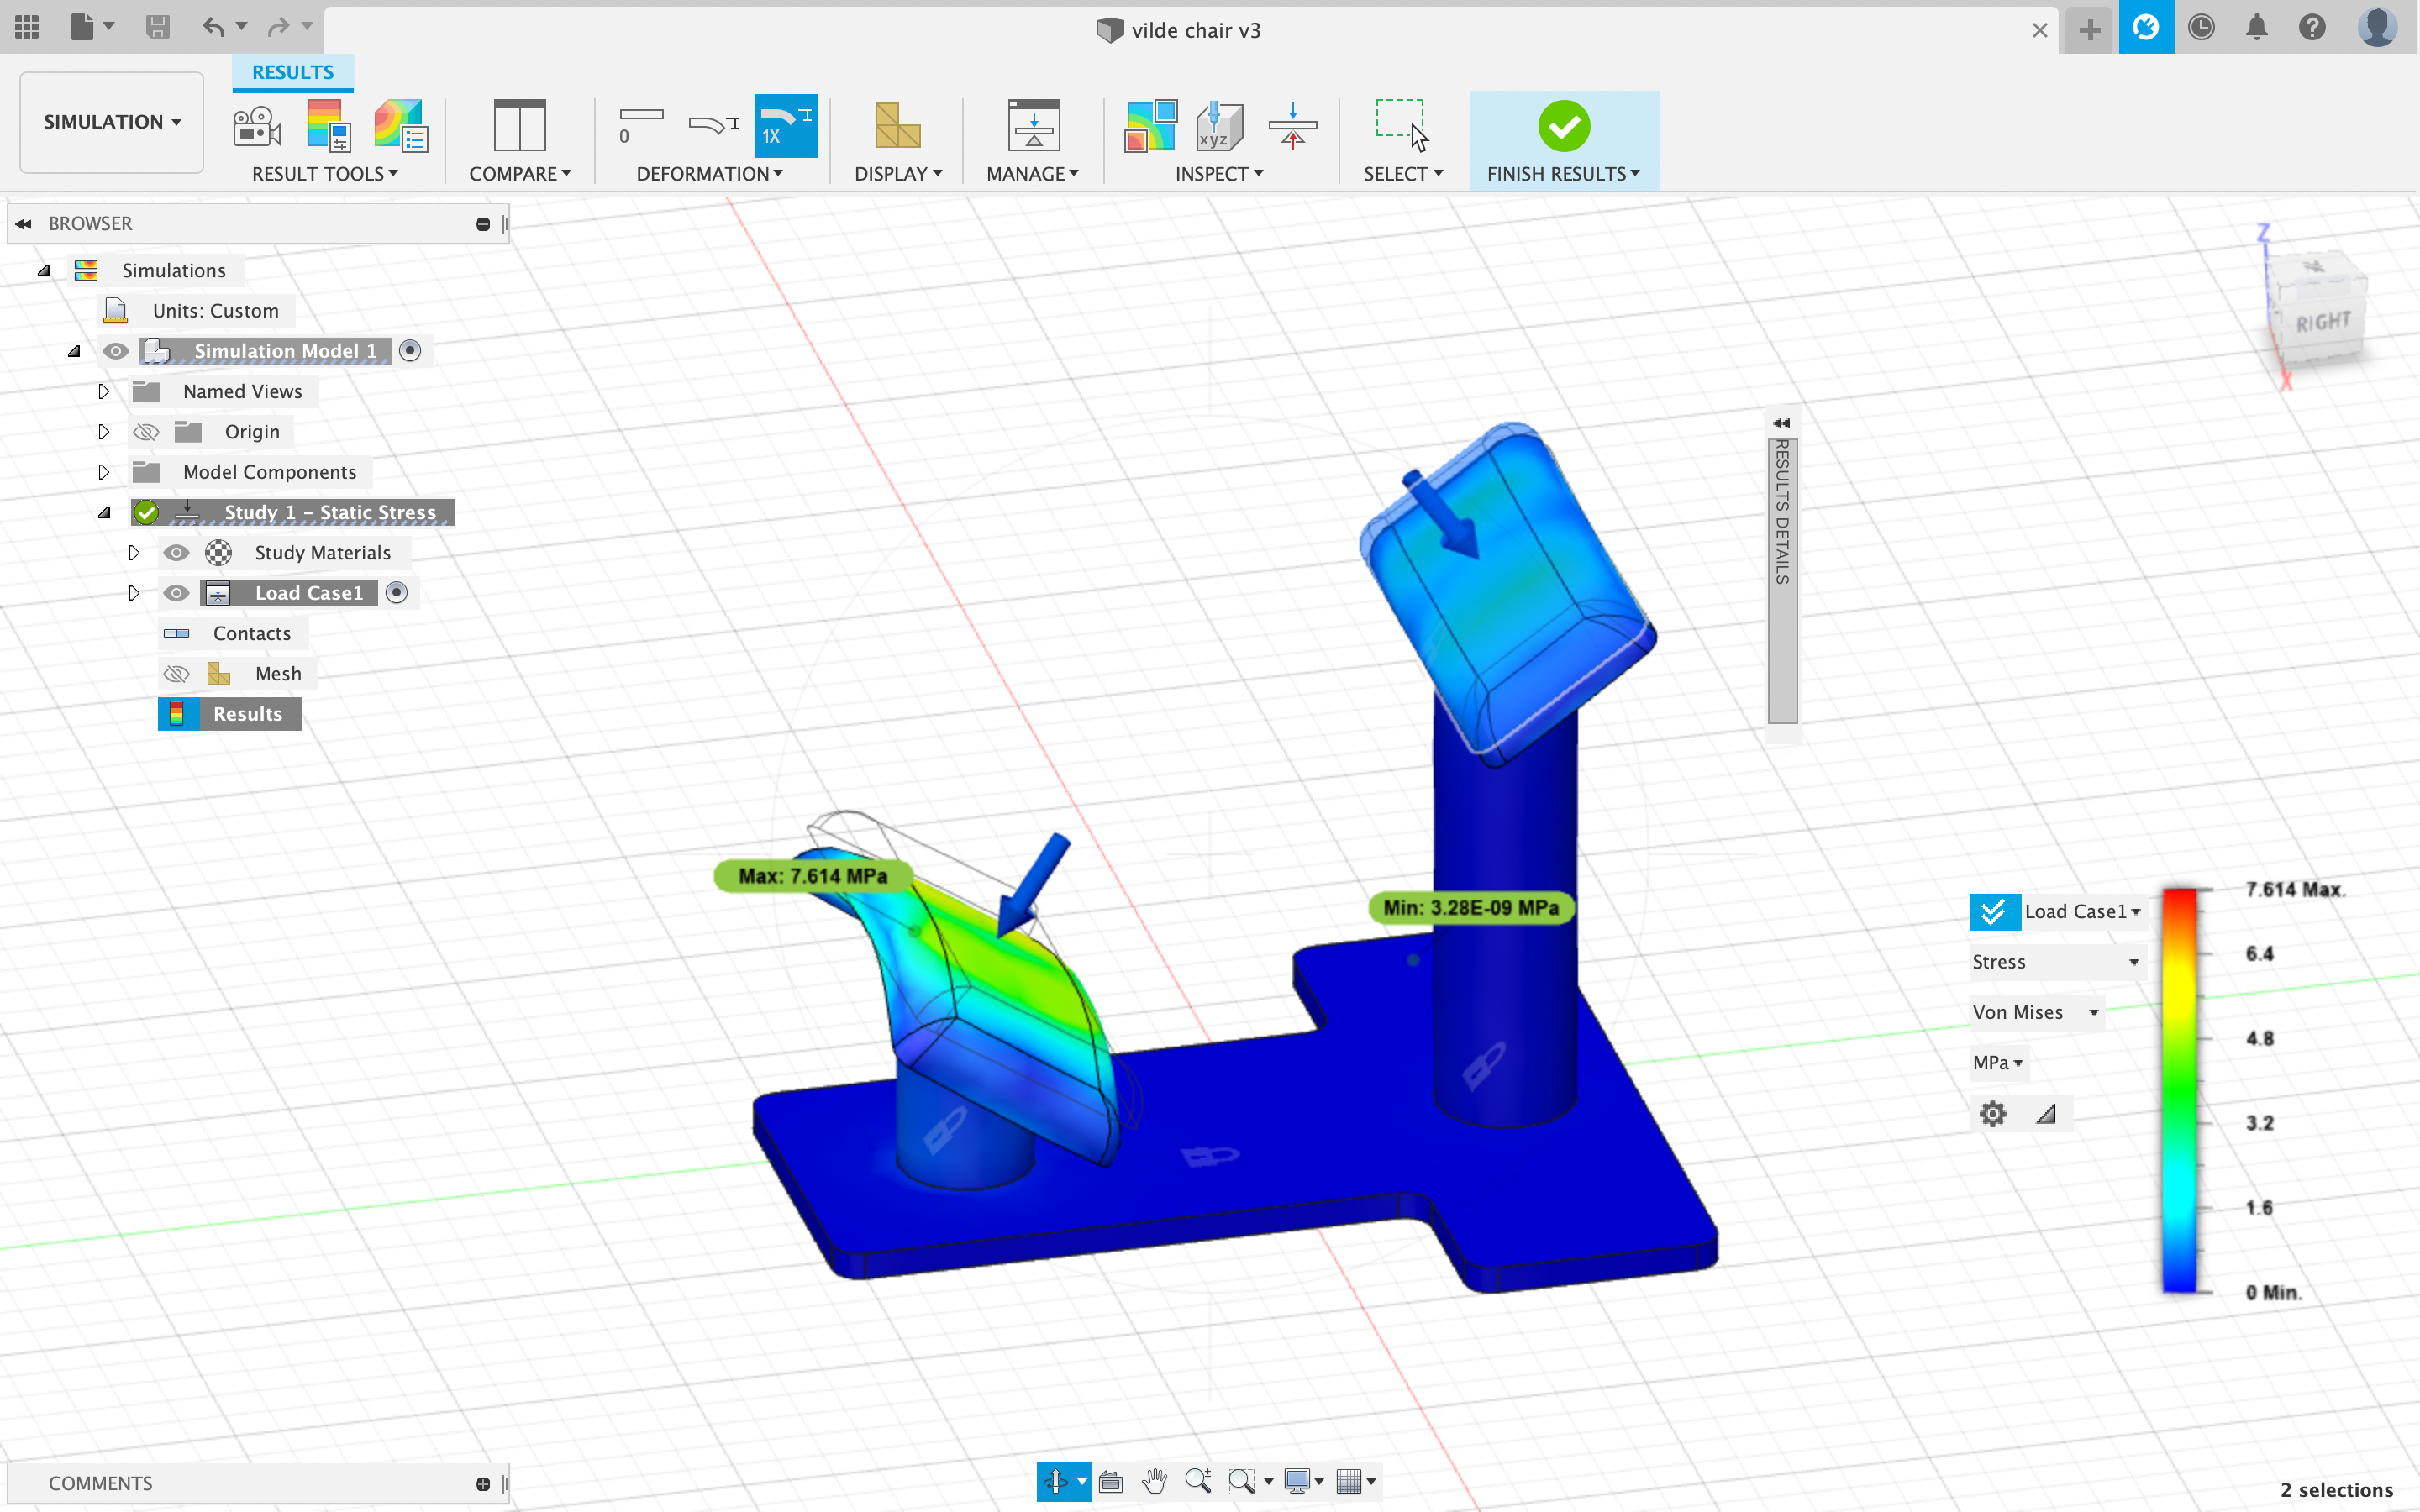 vilde chair v3
RESULTS
SIMULATION
0
1X
xyz
RESULT TOOLS
COMPARE
DEFORMATION
DISPLAY
MANAGE
INSPECT
SELECT
FINISH RESULTS
BROWSER
Simulations
Units: Custom
Simulation Model 1
Named Views
Origin
Model Components
Study 1 – Static Stress
Study Materials
Load Case1
Contacts
Mesh
Results
Z
RIGHT
X
RESULTS DETAILS
Max: 7.614 MPa
Min: 3.28E-09 MPa
Load Case1
Stress
Von Mises
MPa
7.614 Max.
6.4
4.8
3.2
1.6
0 Min.
COMMENTS
2 selections